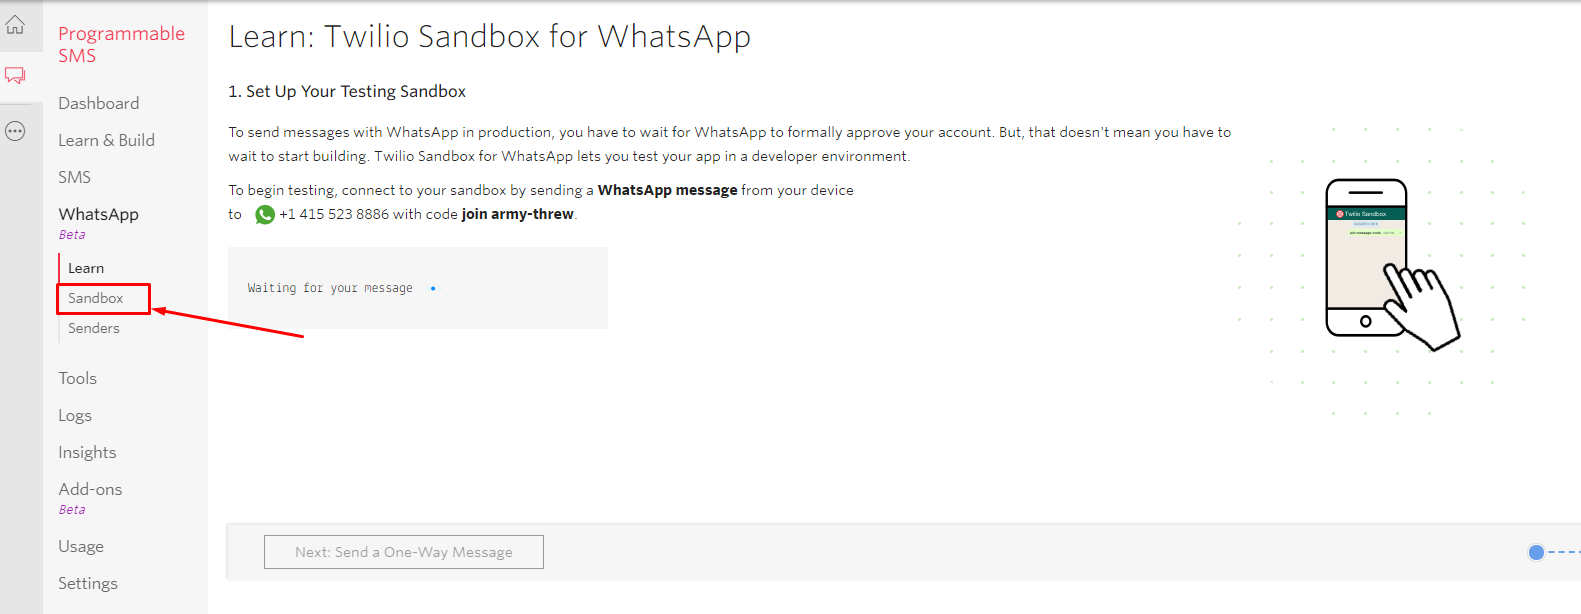 Programmable
SMS
Dashboard
Learn & Build
SMS
WhatsApp
Beta
Learn
Sandbox
Senders
Tools
Logs
Insights
Add-ons
Beta
Usage
Settings
Learn: Twilio Sandbox for WhatsApp
1. Set Up Your Testing Sandbox
To send messages with WhatsApp in production, you have to wait for WhatsApp to formally approve your account. But, that doesn't mean you have to
wait to start building. Twilio Sandbox for WhatsApp lets you test your app in a developer environment.
To begin testing, connect to your sandbox by sending a WhatsApp message from your device
to +1 415 523 8886 with code join army-threw.
Waiting for your message
Twilio Sandbox
Next: Send a One-Way Message